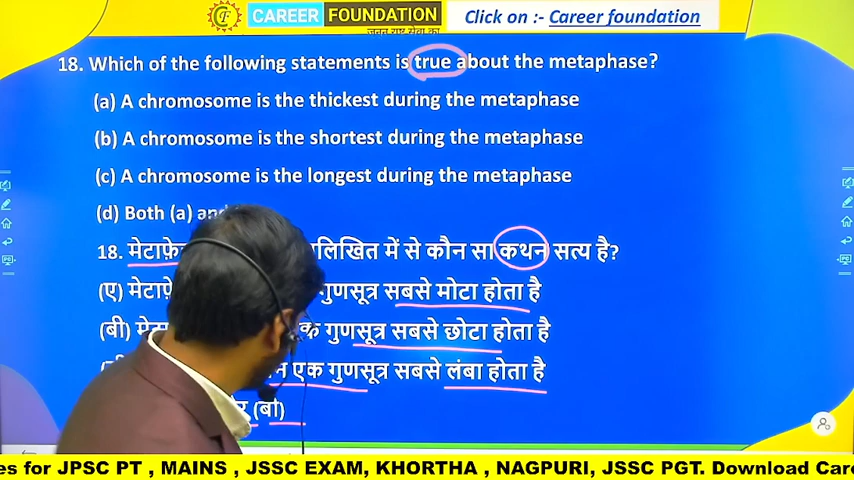 CAREER FOUNDATION
जनन राष्ट्र सेवा का
Click on :- Career foundation
18. Which of the following statements is true about the metaphase?
(a) A chromosome is the thickest during the metaphase
(b) A chromosome is the shortest during the metaphase
(c) A chromosome is the longest during the metaphase
(d) Both (a) and
18. लिखित में से कौन सा कथन सत्य है?
(ए) गुणसूत्र सबसे मोटा होता है
(बी) गुणसूत्र सबसे छोटा होता है
एक गुणसूत्र सबसे लंबा होता है
(बी)
es for JPSC PT , MAINS , JSSC EXAM, KHORTHA , NAGPURI, JSSC PGT. Download Care